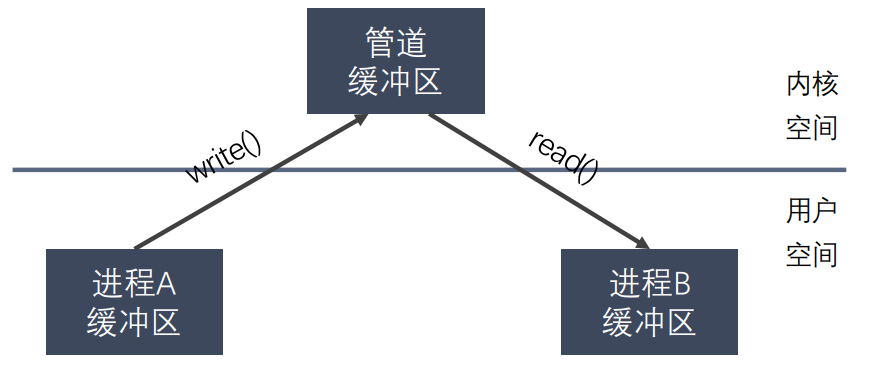 管道
缓冲区
内核
空间
write()
read()
用户
空间
进程A
缓冲区
进程B
缓冲区